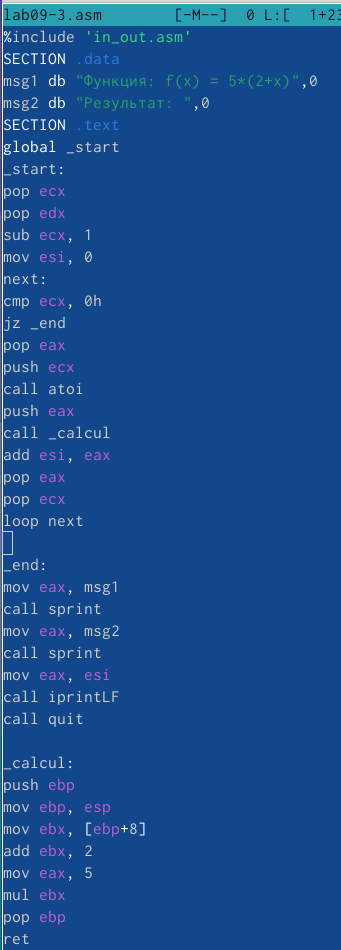 lab09-3.asm [-M--] 0 L:[ 1+23
%include 'in_out.asm'
SECTION .data
msg1 db "Функция: f(x) = 5*(2+x)",0
msg2 db "Результат: ",0
SECTION .text
global _start
_start:
pop ecx
pop edx
sub ecx, 1
mov esi, 0
next:
cmp ecx, 0h
jz _end
pop eax
push ecx
call atoi
push eax
call _calcul
add esi, eax
pop eax
pop ecx
loop next
_end:
mov eax, msg1
call sprint
mov eax, msg2
call sprint
mov eax, esi
call iprintLF
call quit
_calcul:
push ebp
mov ebp, esp
mov ebx, [ebp+8]
add ebx, 2
mov eax, 5
mul ebx
pop ebp
ret